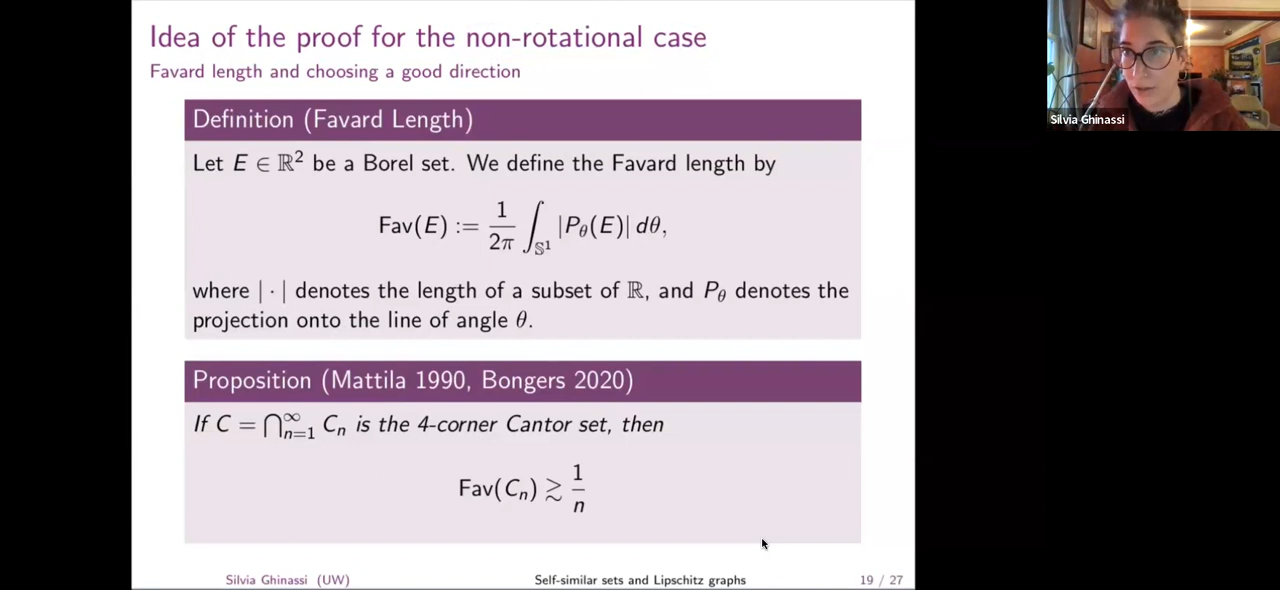 Idea of the proof for the non-rotational case
Favard length and choosing a good direction
Definition (Favard Length)
Let E ∈ ℝ² be a Borel set. We define the Favard length by
Fav(E) := 1/2π ∫_𝕊¹ |P_θ(E)| dθ,
where | · | denotes the length of a subset of ℝ, and P_θ denotes the
projection onto the line of angle θ.
Proposition (Mattila 1990, Bongers 2020)
If C = ⋂_{n=1}^∞ C_n is the 4-corner Cantor set, then
Fav(C_n) ≳ 1/n
Silvia Ghinassi (UW) Self-similar sets and Lipschitz graphs 19 / 27
Silvia Ghinassi